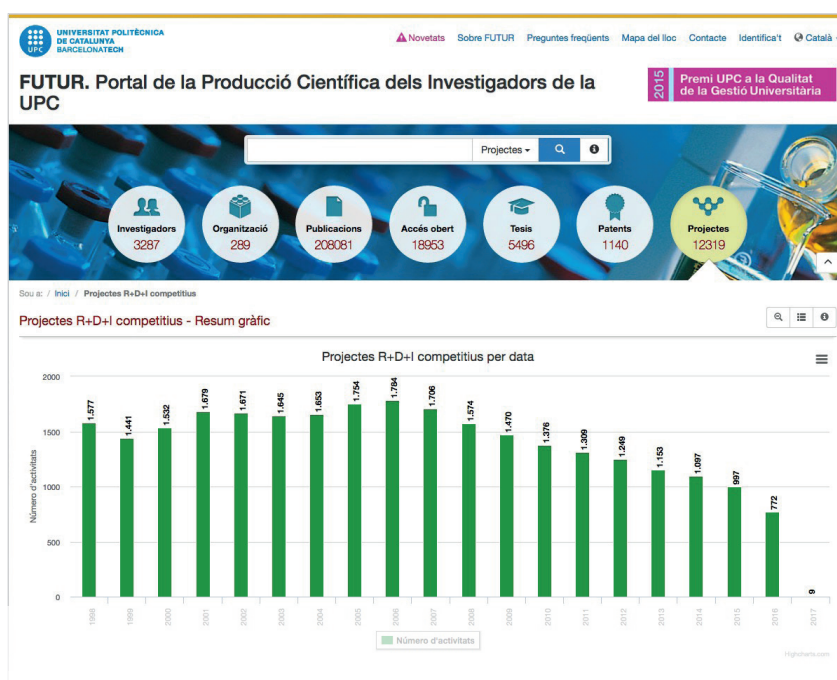 UNIVERSITAT POLITÈCNICA
DE CATALUNYA
BARCELONATECH
UPC
Novetats Sobre FUTUR Preguntes freqüents Mapa del lloc Contacte Identifica't Català
FUTUR. Portal de la Producció Científica dels Investigadors de la
UPC
2015
Premi UPC a la Qualitat
de la Gestió Universitària
Projectes
Investigadors
3287
Organització
289
Publicacions
208081
Accés obert
18953
Tesis
5496
Patents
1140
Projectes
12319
Sou a: / Inici / Projectes R+D+I competitius
Projectes R+D+I competitius - Resum gràfic
Projectes R+D+I competitius per data
Número d'activitats
2000
1500
1000
500
0
1.577 1.441 1.532 1.679 1.671 1.645 1.653 1.754 1.784 1.706 1.574 1.470 1.376 1.309 1.249 1.153 1.097 997 772 9
1998 1999 2000 2001 2002 2003 2004 2005 2006 2007 2008 2009 2010 2011 2012 2013 2014 2015 2016 2017
Número d'activitats
Highcharts.com